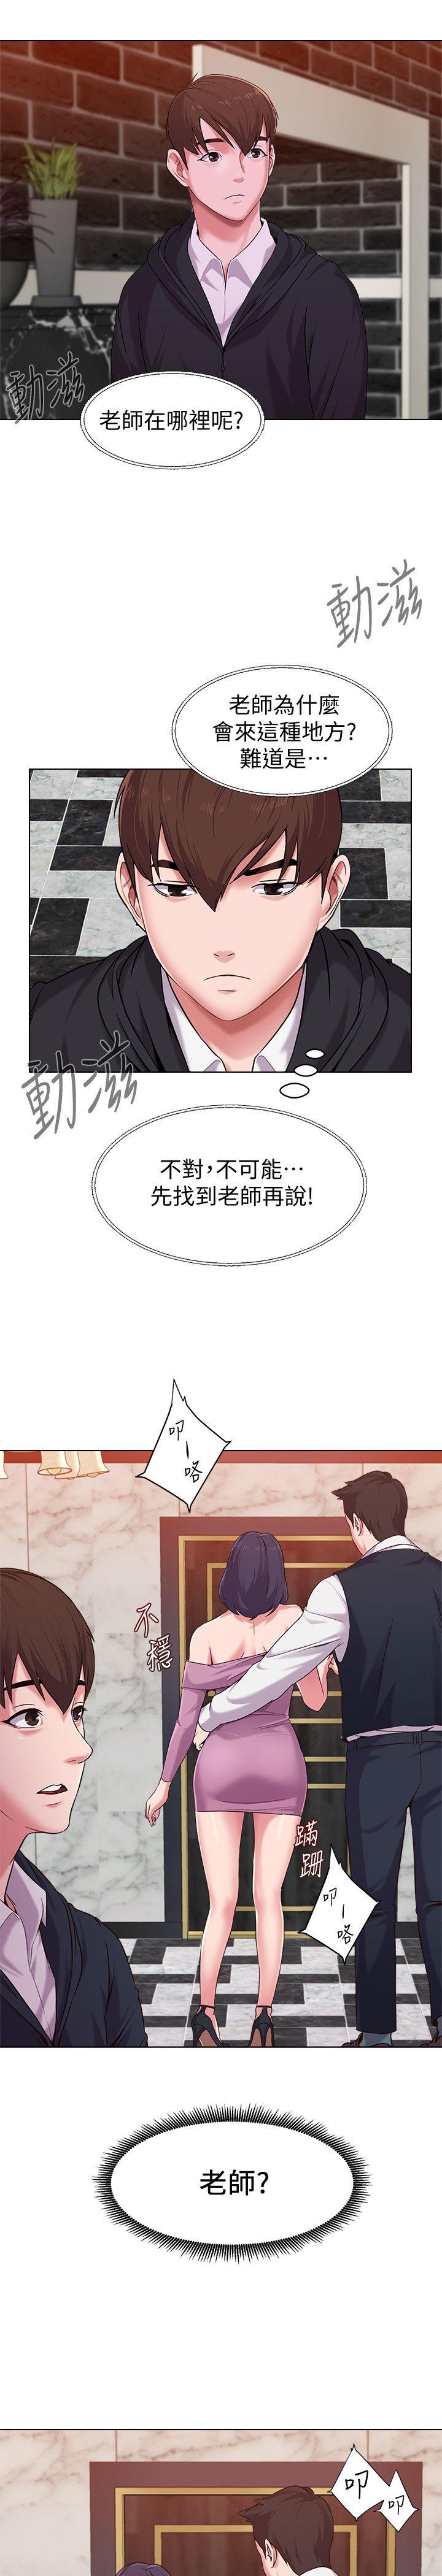 動滋
老師在哪裡呢?
動滋
老師為什麼
會來這種地方?
難道是⋯
動滋
不對,不可能⋯
先找到老師再說!
叩–咯
不穩
蹣跚
叩–咯
老師?
叩
叩